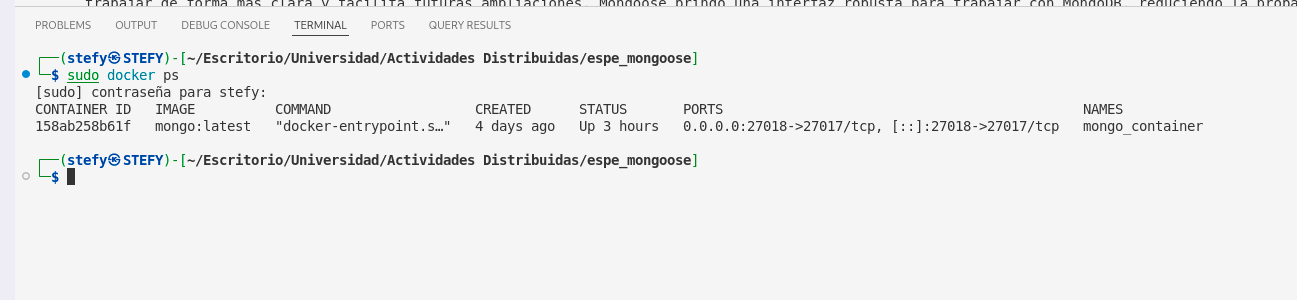 trabajar de forma más clara y facilita futuras ampliaciones. Mongoose brindó una interfaz robusta para trabajar con MongoDB, reduciendo la
PROBLEMS OUTPUT DEBUG CONSOLE TERMINAL PORTS QUERY RESULTS
┌──(stefy㉿STEFY)-[~/Escritorio/Universidad/Actividades Distribuidas/espe_mongoose]
└─$ sudo docker ps
[sudo] contraseña para stefy:
CONTAINER ID   IMAGE          COMMAND                  CREATED      STATUS       PORTS                                             NAMES
158ab258b61f   mongo:latest   "docker-entrypoint.s…"   4 days ago   Up 3 hours   0.0.0.0:27018->27017/tcp, [::]:27018->27017/tcp   mongo_container
┌──(stefy㉿STEFY)-[~/Escritorio/Universidad/Actividades Distribuidas/espe_mongoose]
└─$